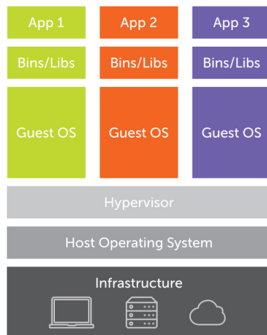 App 1 App 2 App 3
Bins/Libs Bins/Libs Bins/Libs
Guest OS Guest OS Guest OS
Hypervisor
Host Operating System
Infrastructure